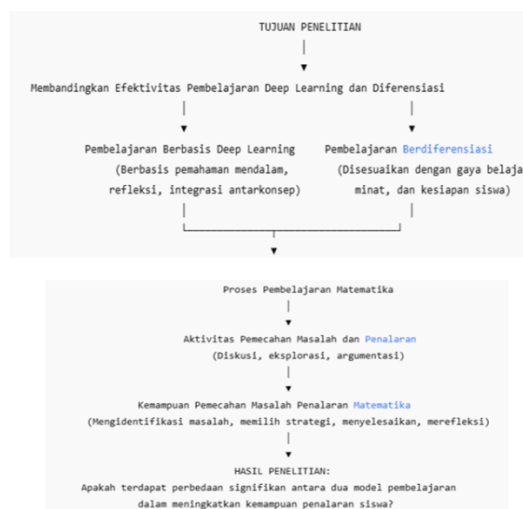 TUJUAN PENELITIAN
Membandingkan Efektivitas Pembelajaran Deep Learning dan Diferensiasi
Pembelajaran Berbasis Deep Learning Pembelajaran Berdiferensiasi
(Berbasis pemahaman mendalam, (Disesuaikan dengan gaya belaja
refleksi, integrasi antarkonsep) minat, dan kesiapan siswa)
Proses Pembelajaran Matematika
Aktivitas Pemecahan Masalah dan Penalaran
(Diskusi, eksplorasi, argumentasi)
Kemampuan Pemecahan Masalah Penalaran Matematika
(Mengidentifikasi masalah, memilih strategi, menyelesaikan, merefleksi)
HASIL PENELITIAN:
Apakah terdapat perbedaan signifikan antara dua model pembelajaran
dalam meningkatkan kemampuan penalaran siswa?